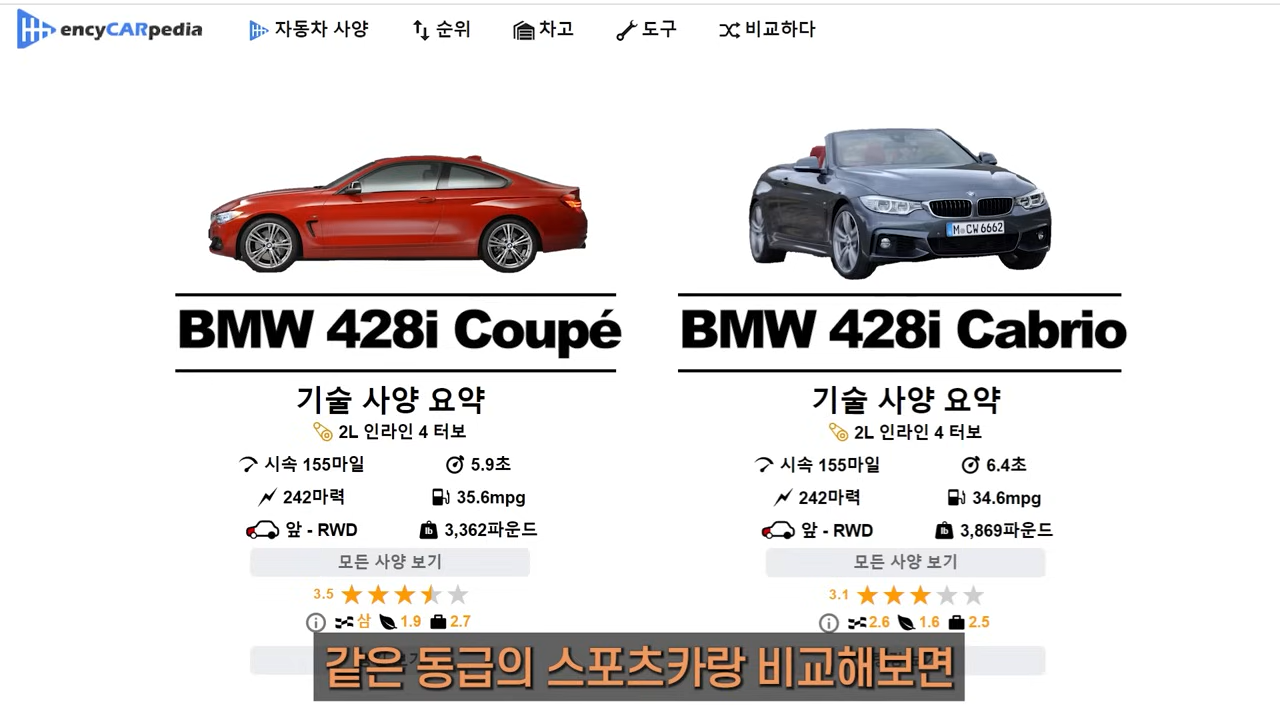 encyCARpedia 자동차 사양 순위 차고 도구 비교하다
M CW 6662
BMW 428i Coupé
기술 사양 요약
2L 인라인 4 터보
시속 155마일 5.9초
242마력 35.6mpg
앞 - RWD lb 3,362파운드
모든 사양 보기
3.5
i 삼 1.9 2.7
BMW 428i Cabrio
기술 사양 요약
2L 인라인 4 터보
시속 155마일 6.4초
242마력 34.6mpg
앞 - RWD lb 3,869파운드
모든 사양 보기
3.1
i 2.6 1.6 2.5
같은 동급의 스포츠카랑 비교해보면